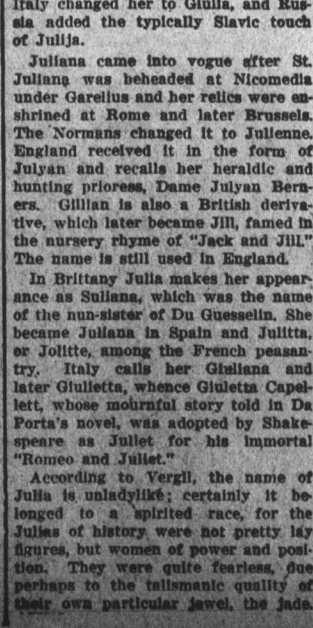 Italy changed her to Giulia, and Rus-
sia added the typically Slavic touch
of Julija.
Juliana came into vogue after St.
Juliana was beheaded at Nicomedia
under Garelius and her relics were en-
shrined at Rome and later Brussels.
The Normans changed it to Julienne.
England received it in the form of
Julyan and recalls her heraldic and
hunting prioress, Dame Julyan Bern-
ers. Gillian is also a British deriva-
tive, which later became Jill, famed in
the nursery rhyme of "Jack and Jill."
The name is still used in England.
In Brittany Julia makes her appear-
ance as Suliana, which was the name
of the nun-sister of Du Guesselin. She
became Juliana in Spain and Julitta,
or Jolitte, among the French peasan-
try. Italy calls her Giuliana and
later Giulietta, whence Giuletta Capel-
lett, whose mournful story told in Da
Porta's novel, was adopted by Shake-
speare as Juliet for his immortal
"Romeo and Juliet."
According to Vergil, the name of
Julia is unladylike; certainly it be-
longed to a spirited race, for the
Julias of history were not pretty lay
figures, but women of power and posi-
tion. They were quite fearless, due
perhaps to the talismanic quality of
their own particular jewel, the jade.